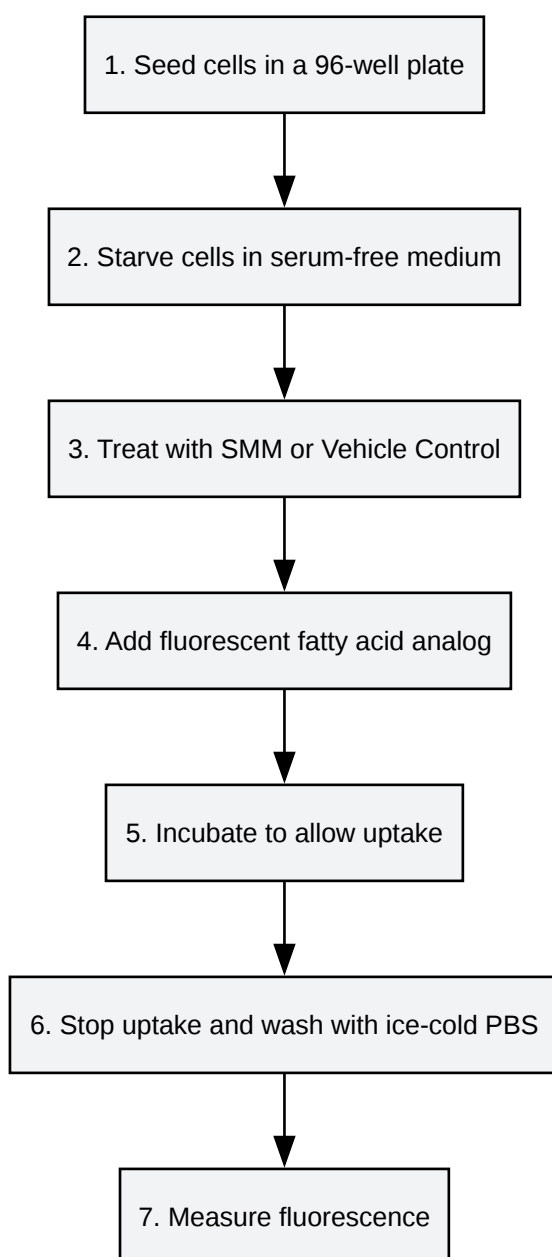 1. Seed cells in a 96-well plate
2. Starve cells in serum-free medium
3. Treat with SMM or Vehicle Control
4. Add fluorescent fatty acid analog
5. Incubate to allow uptake
6. Stop uptake and wash with ice-cold PBS
7. Measure fluorescence